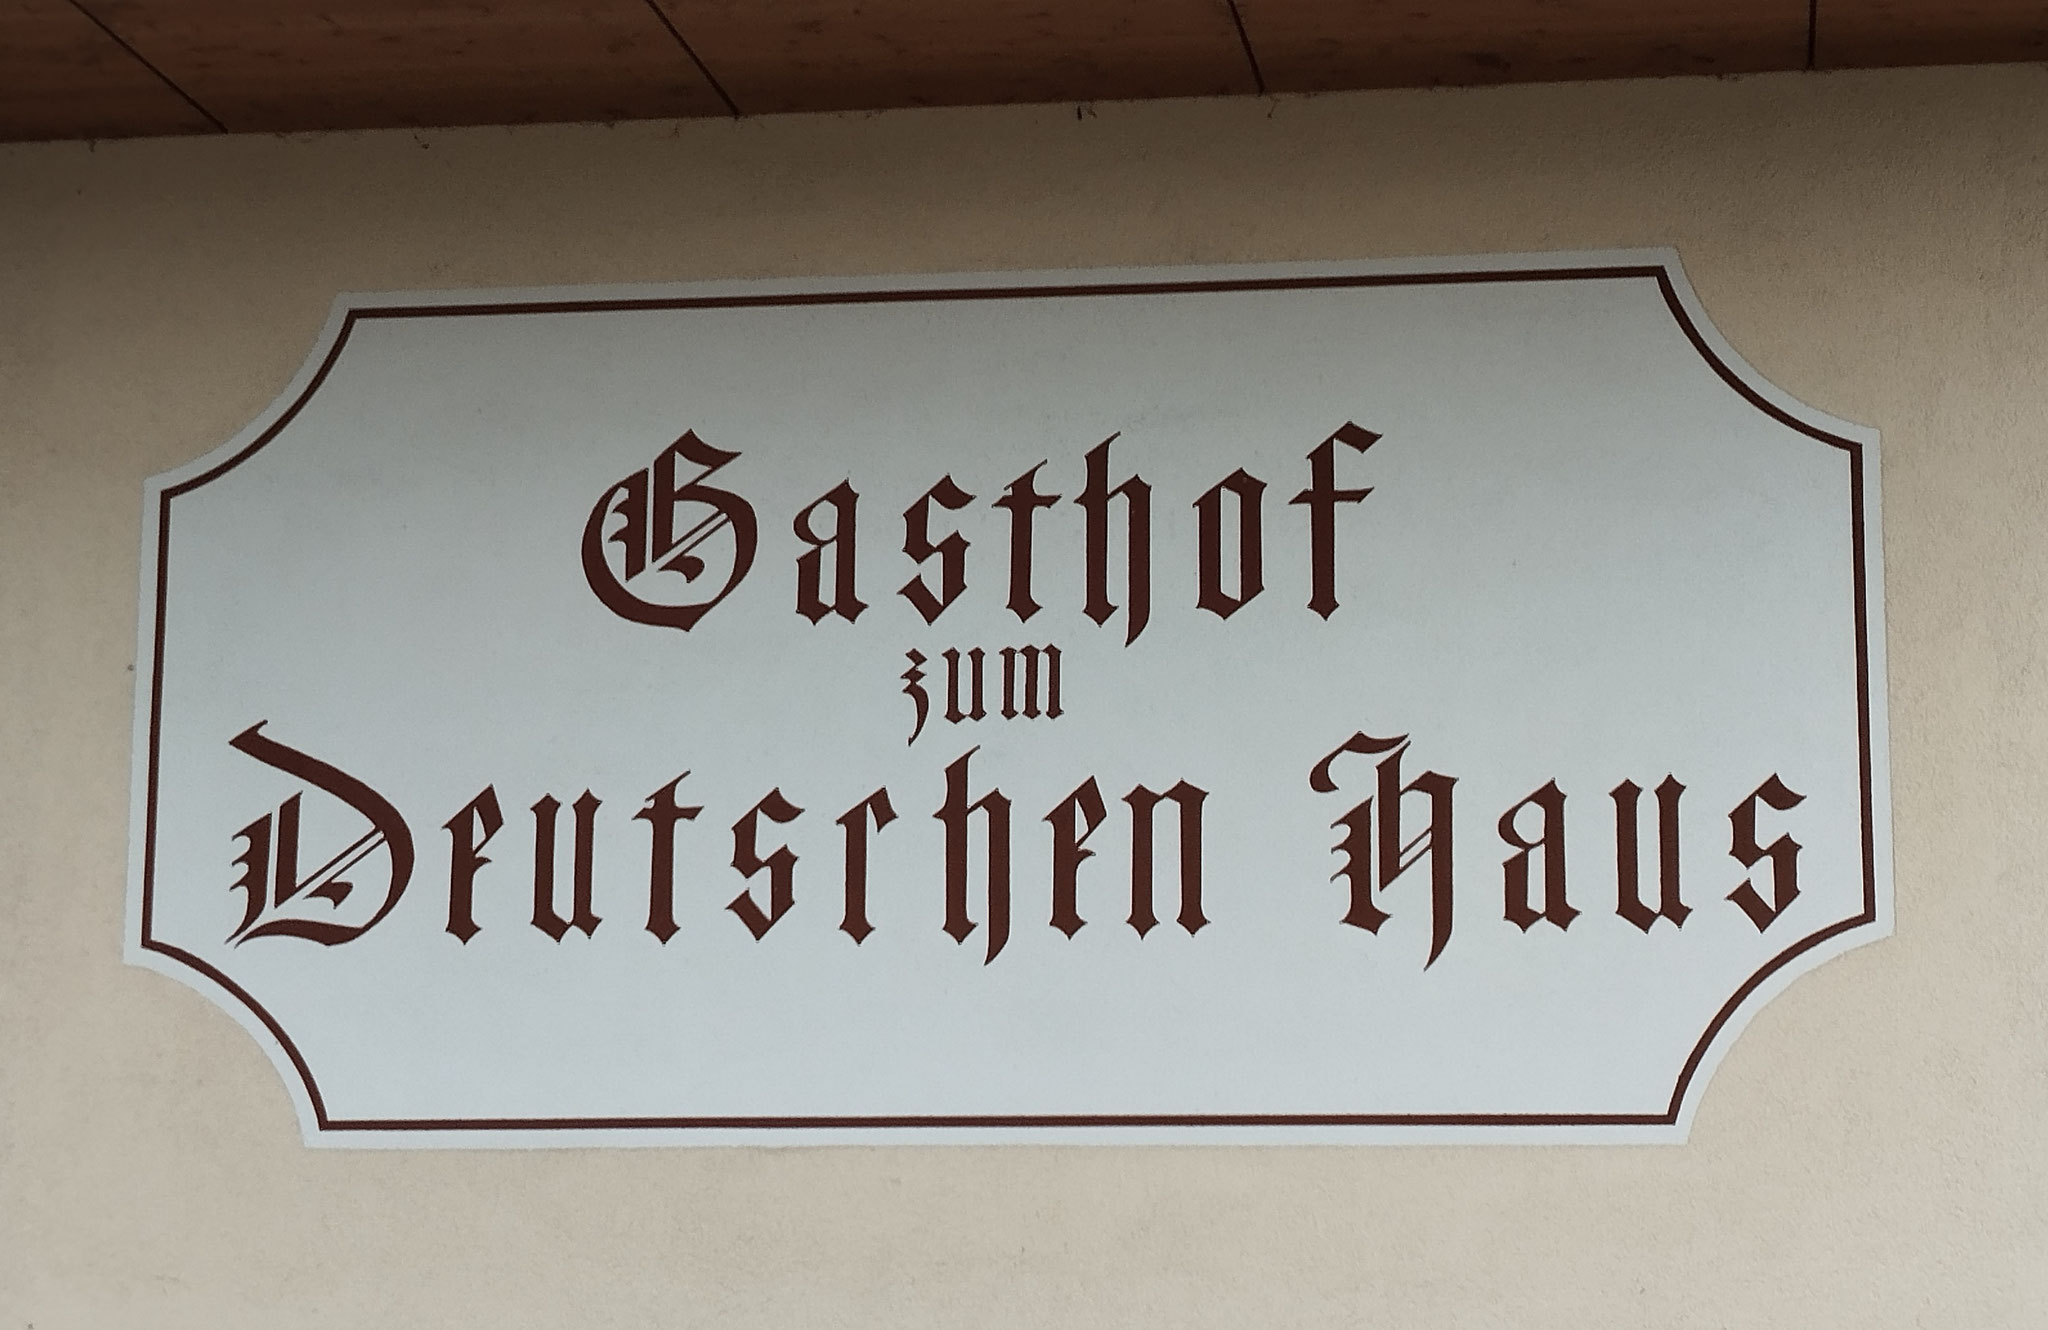 Gasthof
zum
Deutschen Haus